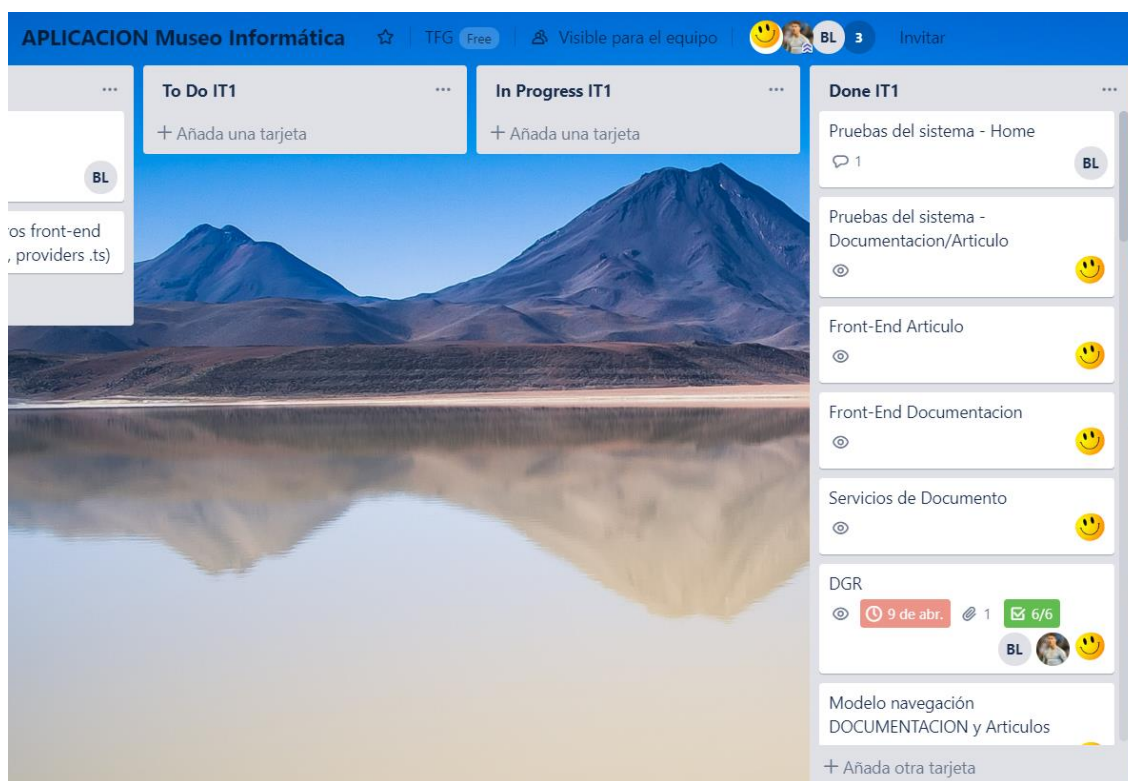 APLICACION Museo Informática TFG Free Visible para el equipo BL 3 Invitar
BL
os front-end
, providers .ts)
To Do IT1
+ Añada una tarjeta
In Progress IT1
+ Añada una tarjeta
Done IT1
Pruebas del sistema - Home
1 BL
Pruebas del sistema -
Documentacion/Articulo
Front-End Articulo
Front-End Documentacion
Servicios de Documento
DGR
9 de abr. 1 6/6
BL
Modelo navegación
DOCUMENTACION y Articulos
+ Añada otra tarjeta